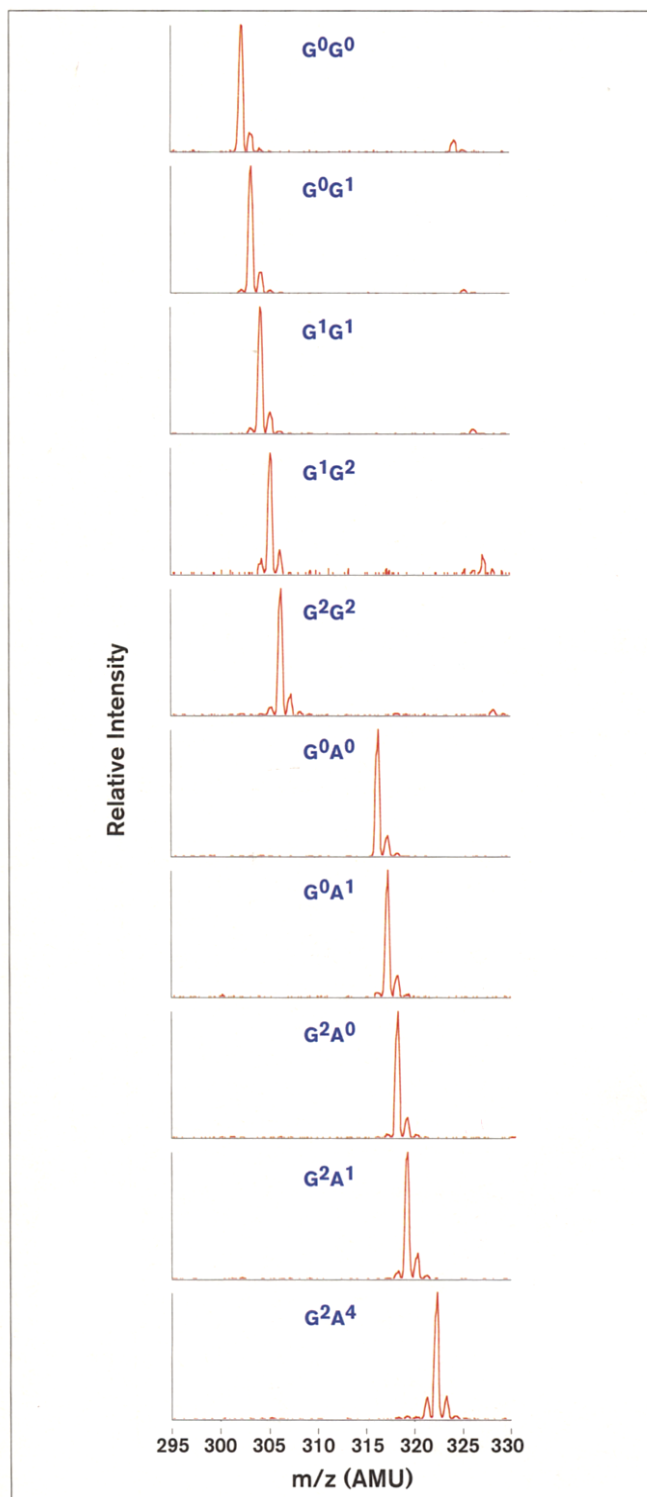 G⁰G⁰
G⁰G¹
G¹G¹
G¹G²
G²G²
G⁰A⁰
G⁰A¹
G²A⁰
G²A¹
G²A⁴
Relative Intensity
295 300 305 310 315 320 325 330
m/z (AMU)